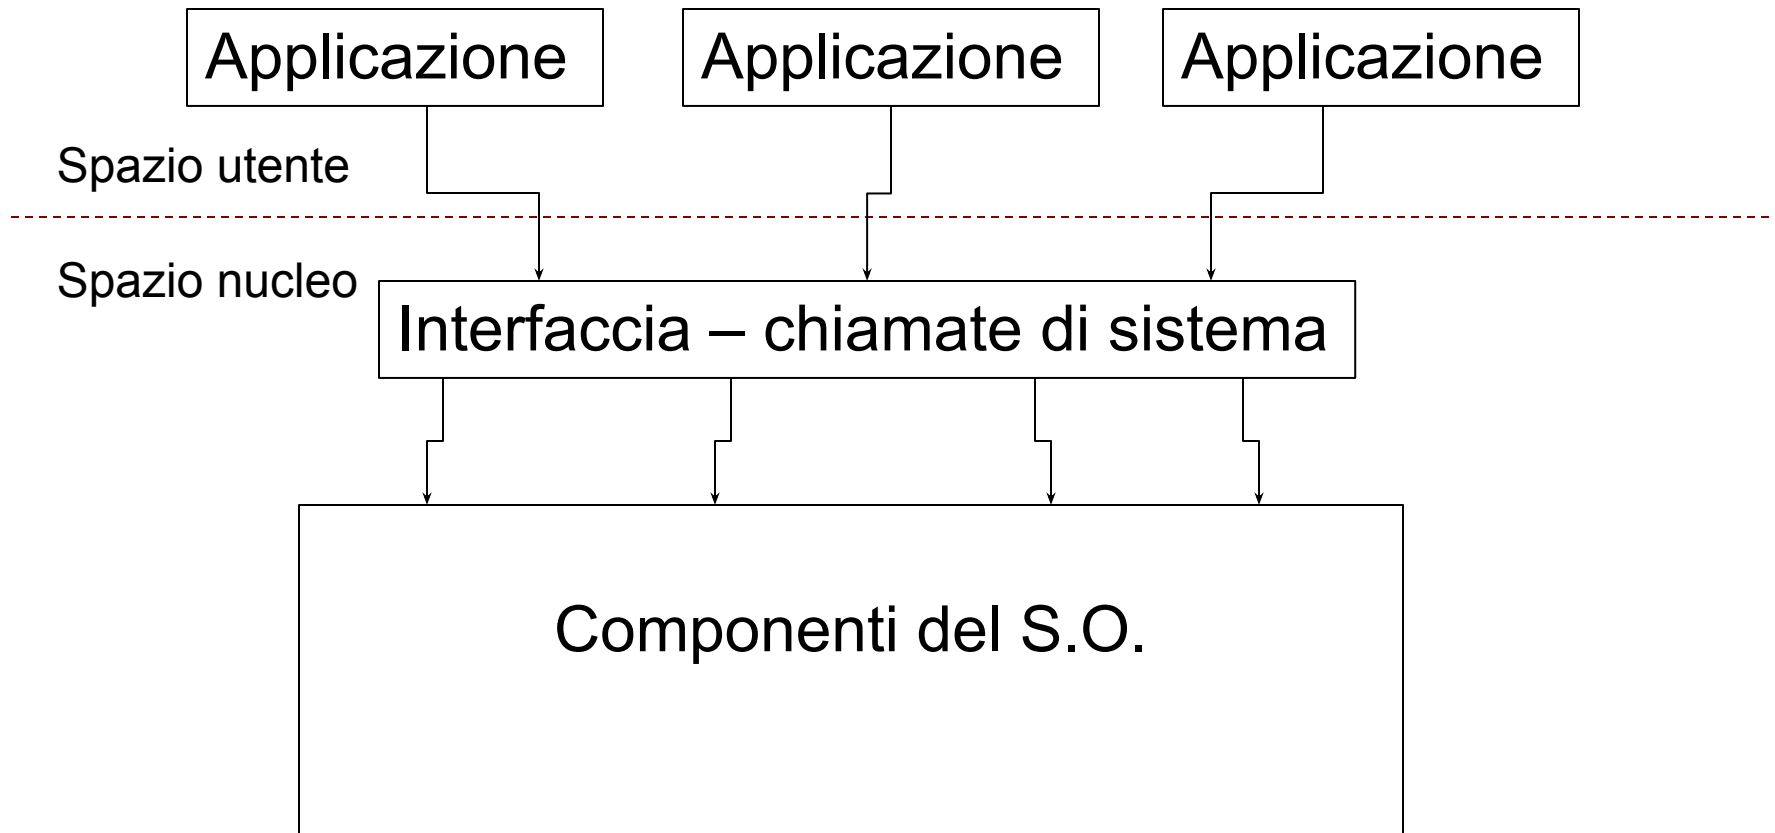 Applicazione
Applicazione
Applicazione
Spazio utente
Spazio nucleo
Interfaccia – chiamate di sistema
Componenti del S.O.